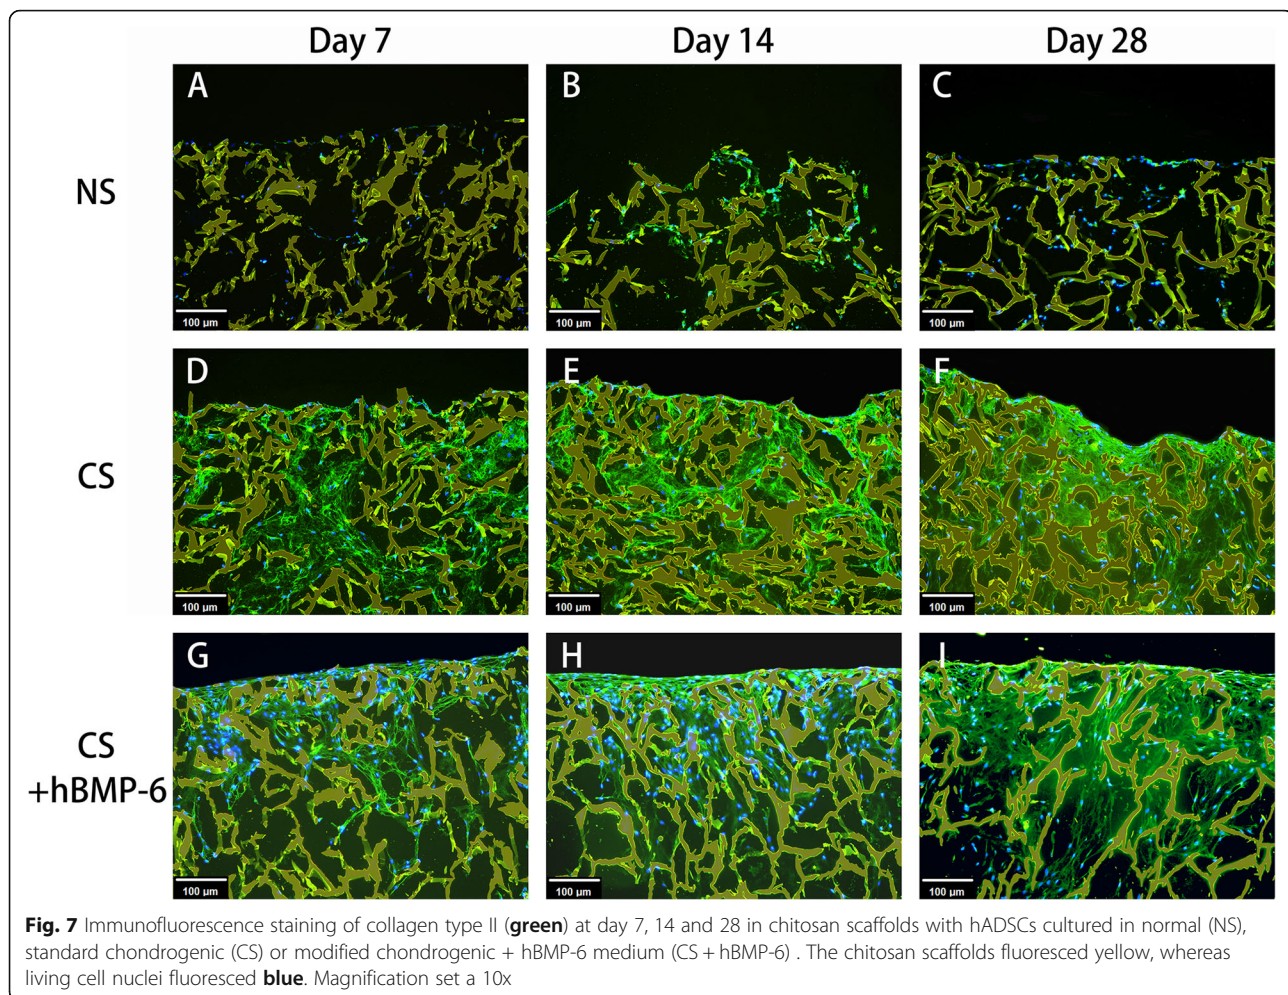 Day 7 Day 14 Day 28
A B C
NS
100 µm 100 µm 100 µm
D E F
CS
100 µm 100 µm 100 µm
G H I
CS
+hBMP-6
100 µm 100 µm 100 µm
Fig. 7 Immunofluorescence staining of collagen type II (green) at day 7, 14 and 28 in chitosan scaffolds with hADSCs cultured in normal (NS),
standard chondrogenic (CS) or modified chondrogenic + hBMP-6 medium (CS + hBMP-6) . The chitosan scaffolds fluoresced yellow, whereas
living cell nuclei fluoresced blue. Magnification set a 10x